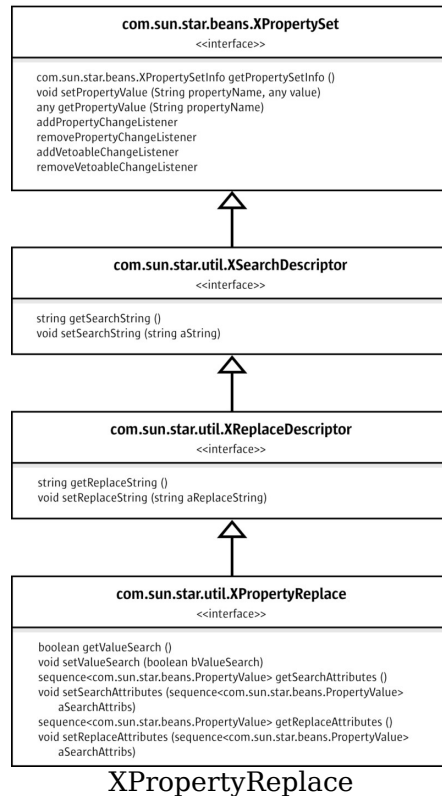 com.sun.star.beans.XPropertySet
<<interface>>
com.sun.star.beans.XPropertySetInfo getPropertySetInfo ()
void setPropertyValue (String propertyName, any value)
any getPropertyValue (String propertyName)
addPropertyChangeListener
removePropertyChangeListener
addVetoableChangeListener
removeVetoableChangeListener
com.sun.star.util.XSearchDescriptor
<<interface>>
string getSearchString ()
void setSearchString (string aString)
com.sun.star.util.XReplaceDescriptor
<<interface>>
string getReplaceString ()
void setReplaceString (string aReplaceString)
com.sun.star.util.XPropertyReplace
<<interface>>
boolean getValueSearch ()
void setValueSearch (boolean bValueSearch)
sequence<com.sun.star.beans.PropertyValue> getSearchAttributes ()
void setSearchAttributes (sequence<com.sun.star.beans.PropertyValue>
aSearchAttribs)
sequence<com.sun.star.beans.PropertyValue> getReplaceAttributes ()
void setReplaceAttributes (sequence<com.sun.star.beans.PropertyValue>
aSearchAttribs)
XPropertyReplace